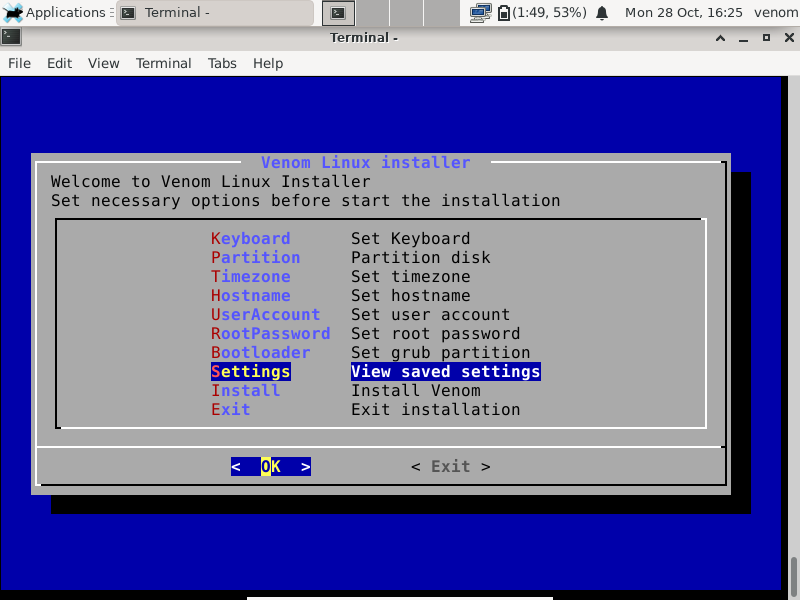 Applications Terminal - (1:49, 53%) Mon 28 Oct, 16:25 venom
Terminal -
File Edit View Terminal Tabs Help
Venom Linux installer
Welcome to Venom Linux Installer
Set necessary options before start the installation
Keyboard Set Keyboard
Partition Partition disk
Timezone Set timezone
Hostname Set hostname
UserAccount Set user account
RootPassword Set root password
Bootloader Set grub partition
Settings View saved settings
Install Install Venom
Exit Exit installation
< OK > < Exit >